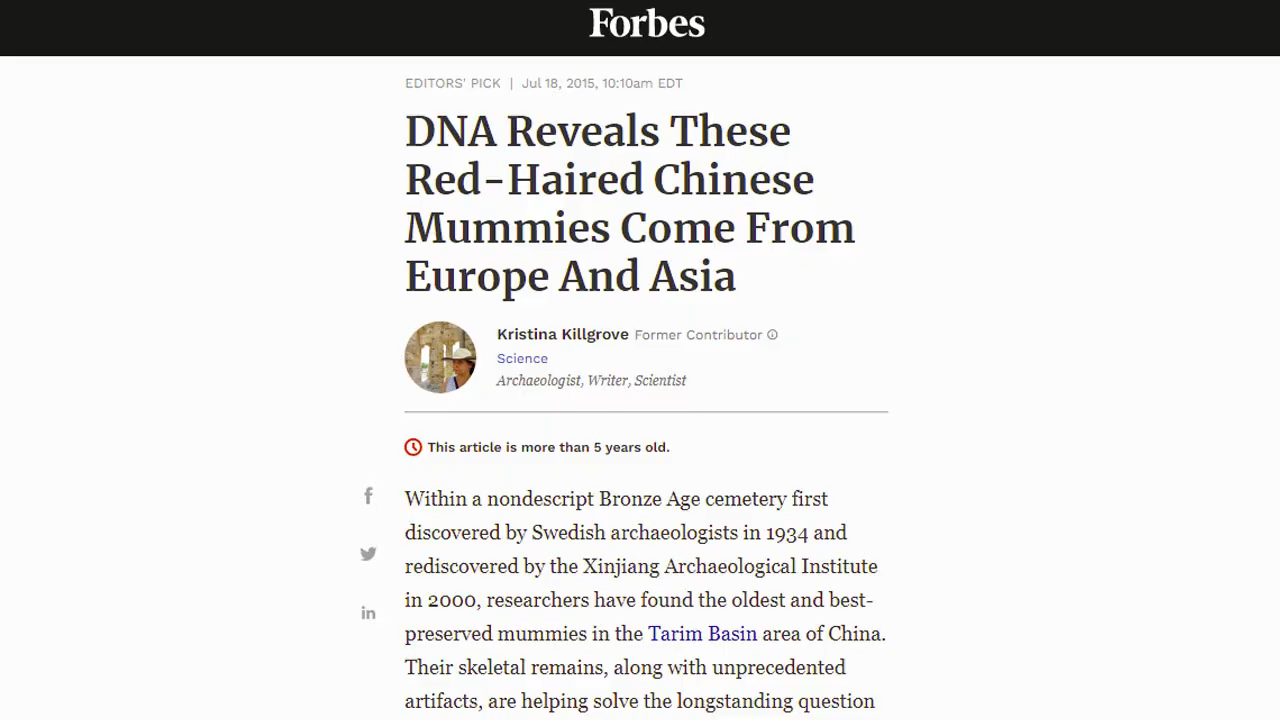 Forbes
EDITORS' PICK | Jul 18, 2015, 10:10am EDT
DNA Reveals These
Red-Haired Chinese
Mummies Come From
Europe And Asia
Kristina Killgrove Former Contributor
Science
Archaeologist, Writer, Scientist
This article is more than 5 years old.
Within a nondescript Bronze Age cemetery first
discovered by Swedish archaeologists in 1934 and
rediscovered by the Xinjiang Archaeological Institute
in 2000, researchers have found the oldest and best-
preserved mummies in the Tarim Basin area of China.
Their skeletal remains, along with unprecedented
artifacts, are helping solve the longstanding question